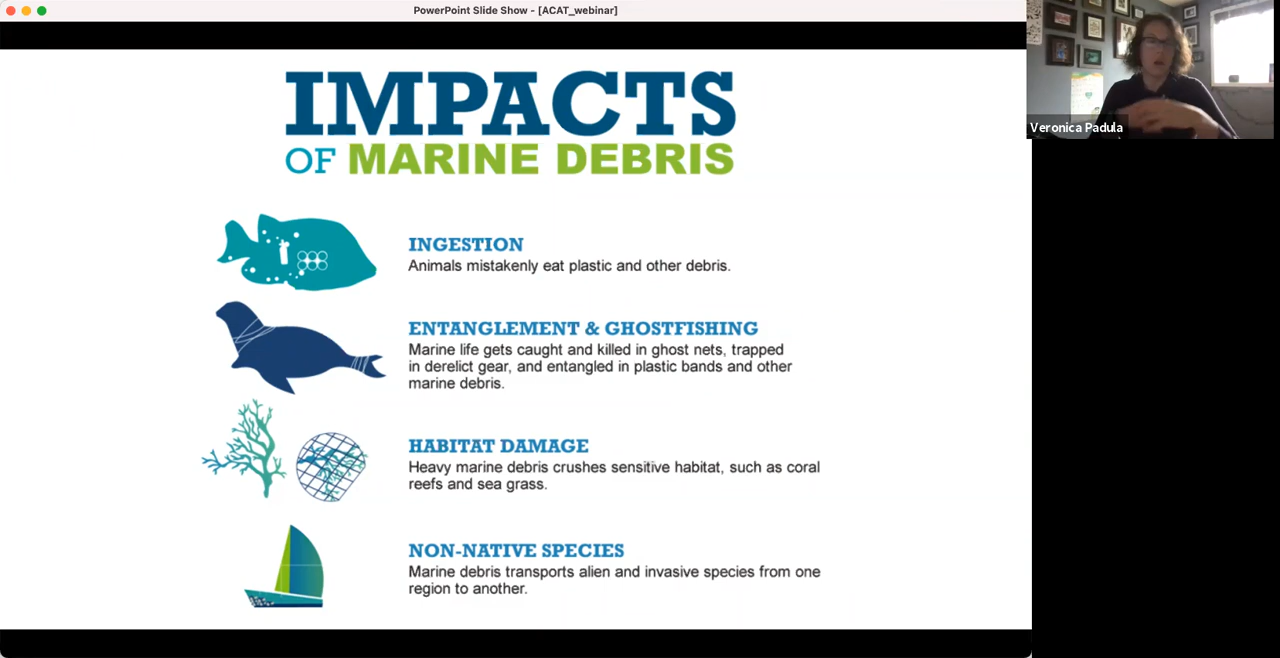 PowerPoint Slide Show - [ACAT_webinar]
IMPACTS
OF MARINE DEBRIS
INGESTION
Animals mistakenly eat plastic and other debris.
ENTANGLEMENT & GHOSTFISHING
Marine life gets caught and killed in ghost nets, trapped
in derelict gear, and entangled in plastic bands and other
marine debris.
HABITAT DAMAGE
Heavy marine debris crushes sensitive habitat, such as coral
reefs and sea grass.
NON-NATIVE SPECIES
Marine debris transports alien and invasive species from one
region to another.
Veronica Padula